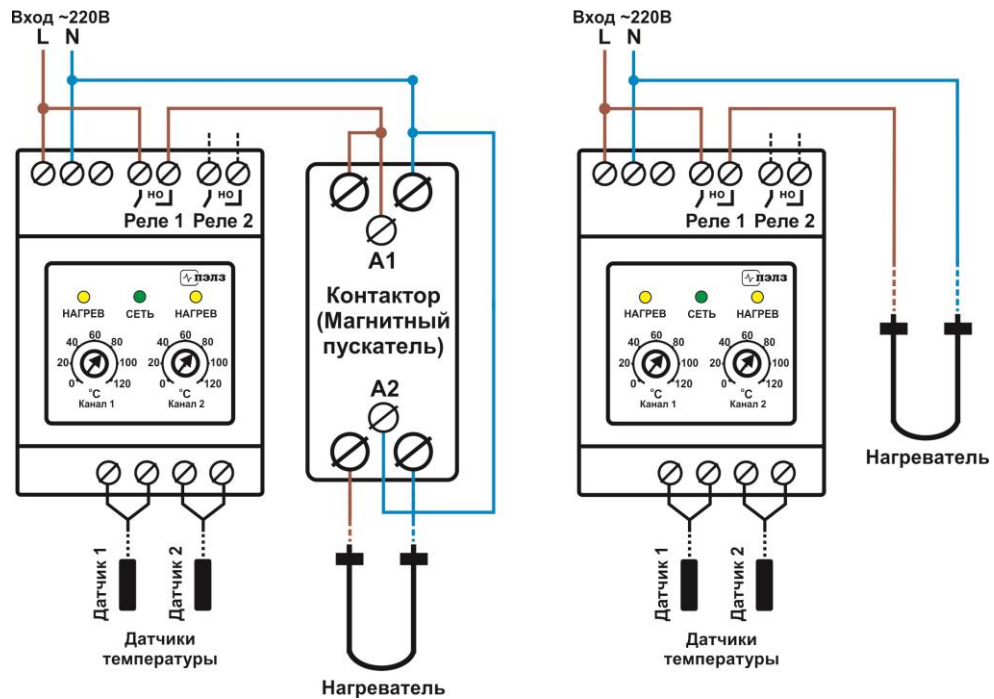 Вход ~220В
L N
но но
Реле 1 Реле 2
пэлз
НАГРЕВ СЕТЬ НАГРЕВ
0 20 40 60 80 100 120
°C
Канал 1
0 20 40 60 80 100 120
°C
Канал 2
Датчик 1
Датчик 2
Датчики
температуры
A1
Контактор
(Магнитный
пускатель)
A2
Нагреватель
Вход ~220В
L N
но но
Реле 1 Реле 2
пэлз
НАГРЕВ СЕТЬ НАГРЕВ
0 20 40 60 80 100 120
°C
Канал 1
0 20 40 60 80 100 120
°C
Канал 2
Датчик 1
Датчик 2
Датчики
температуры
Нагреватель